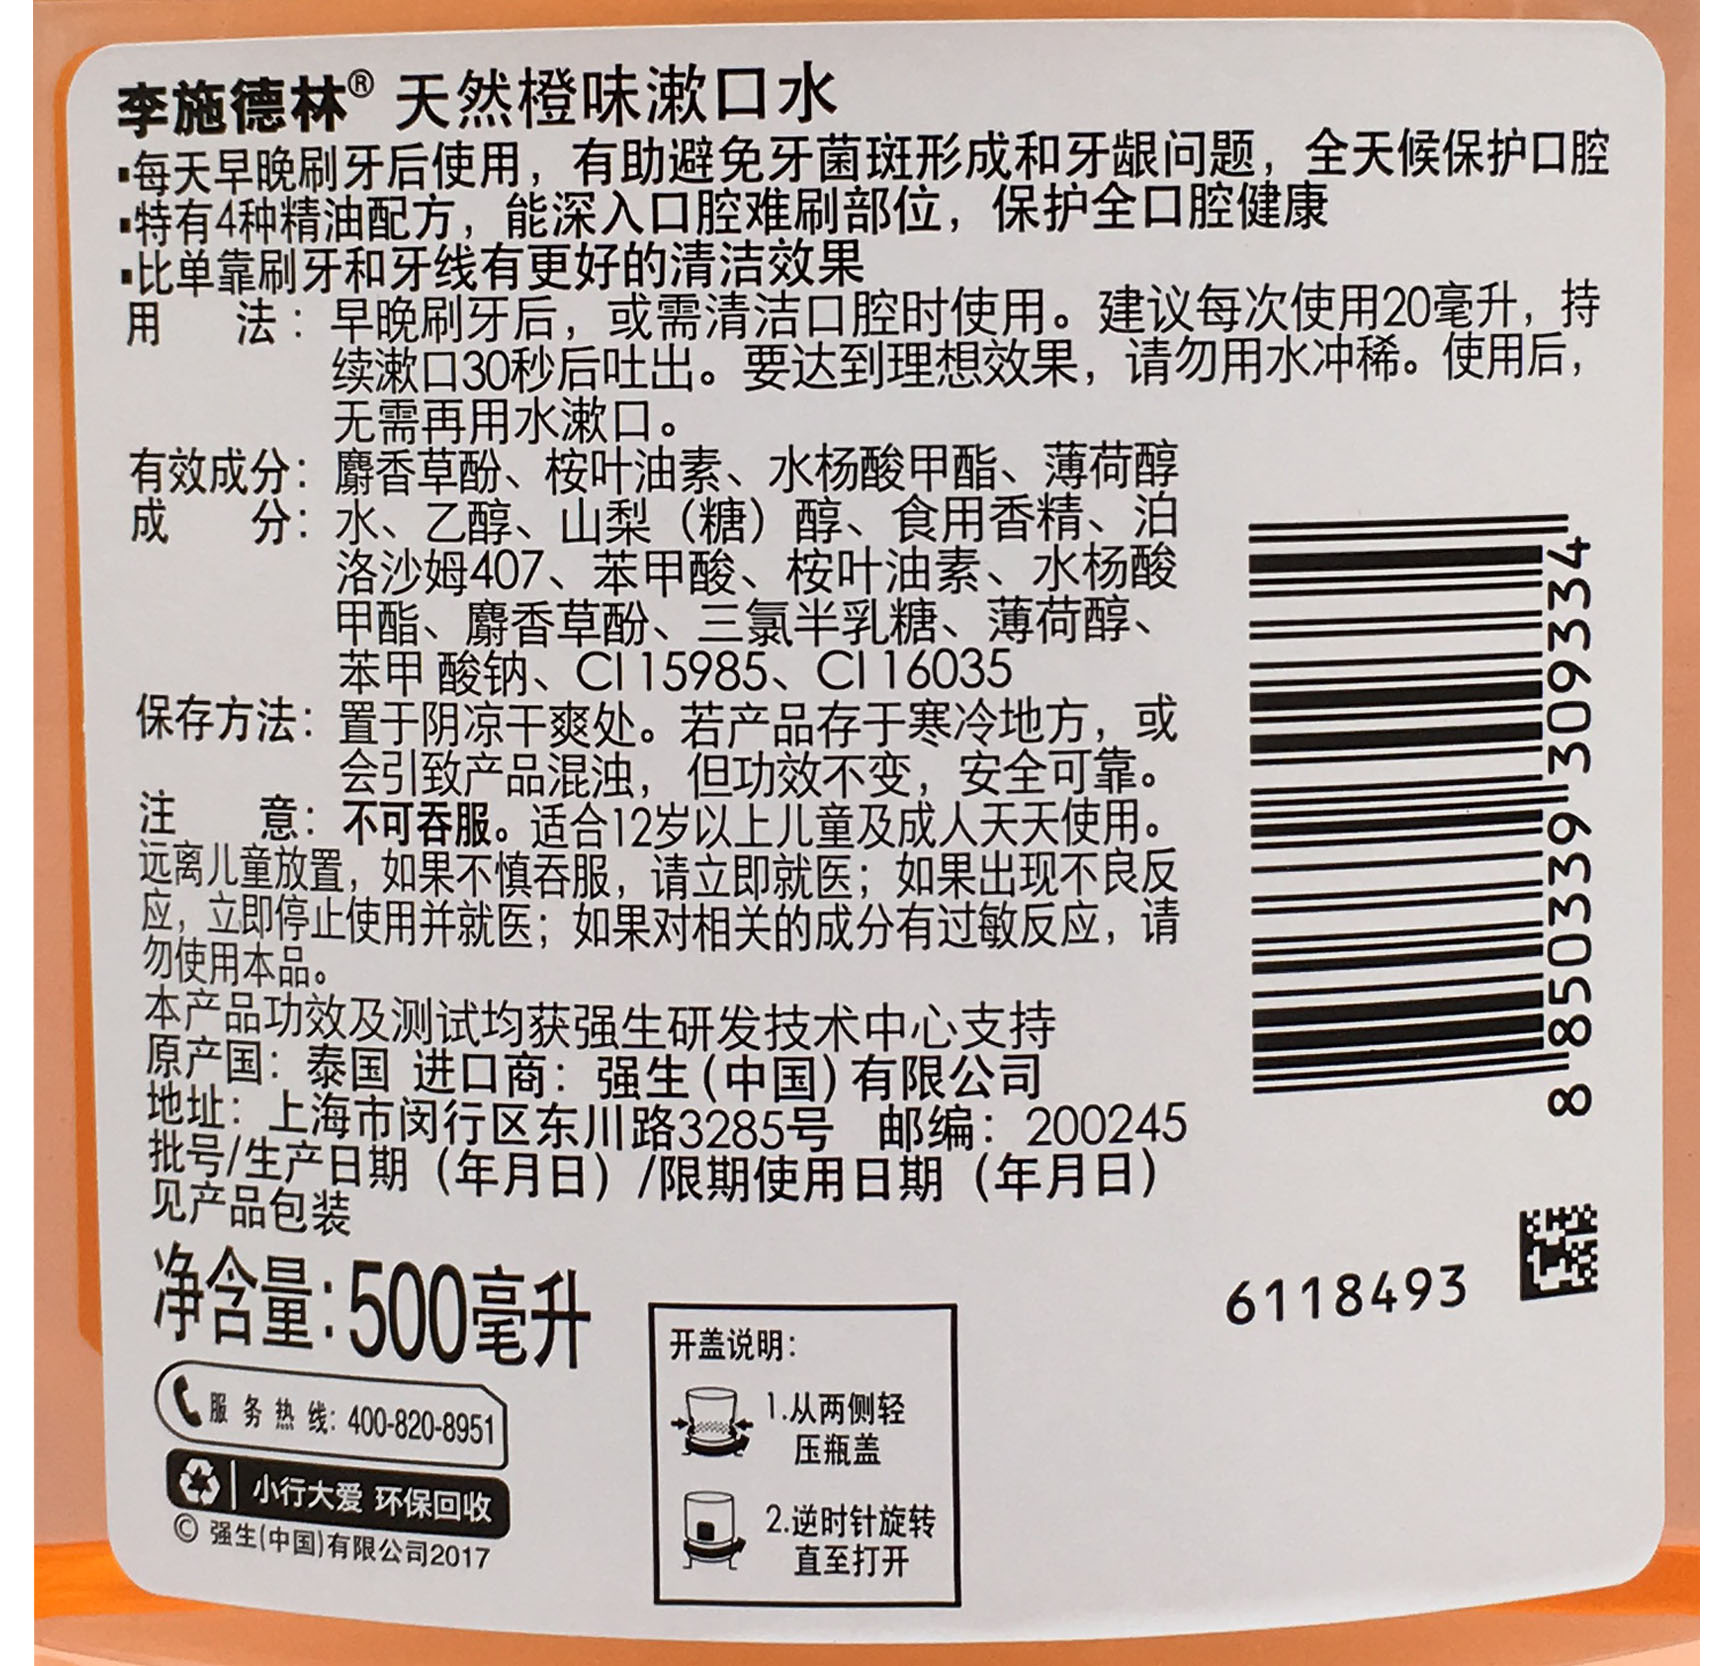 李施德林® 天然橙味漱口水
▪每天早晚刷牙后使用，有助避免牙菌斑形成和牙龈问题，全天候保护口腔
▪特有4种精油配方，能深入口腔难刷部位，保护全口腔健康
▪比单靠刷牙和牙线有更好的清洁效果
用 法：早晚刷牙后，或需清洁口腔时使用。建议每次使用20毫升，持
续漱口30秒后吐出。要达到理想效果，请勿用水冲稀。使用后，
无需再用水漱口。
有效成分：麝香草酚、桉叶油素、水杨酸甲酯、薄荷醇
成 分：水、乙醇、山梨（糖）醇、食用香精、泊
洛沙姆407、苯甲酸、桉叶油素、水杨酸
甲酯、麝香草酚、三氯半乳糖、薄荷醇、
苯甲 酸钠、CI 15985、CI 16035
保存方法：置于阴凉干爽处。若产品存于寒冷地方，或
会引致产品混浊，但功效不变，安全可靠。
注 意：不可吞服。适合12岁以上儿童及成人天天使用。
远离儿童放置，如果不慎吞服，请立即就医；如果出现不良反
应，立即停止使用并就医；如果对相关的成分有过敏反应，请
勿使用本品。
本产品功效及测试均获强生研发技术中心支持
原产国：泰国 进口商：强生(中国)有限公司
地址：上海市闵行区东川路3285号 邮编：200245
批号/生产日期（年月日）/限期使用日期（年月日）
见产品包装
净含量：500毫升
服务热线：400-820-8951
小行大爱 环保回收
© 强生(中国)有限公司2017
开盖说明：
1.从两侧轻
压瓶盖
2.逆时针旋转
直至打开
8 850339 309334
6118493